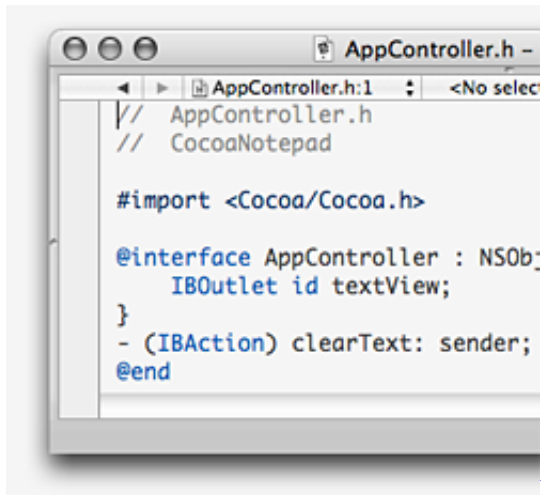 AppController.h –
AppController.h:1 <No selec
// AppController.h
// CocoaNotepad
#import <Cocoa/Cocoa.h>
@interface AppController : NSObj
IBOutlet id textView;
}
- (IBAction) clearText: sender;
@end